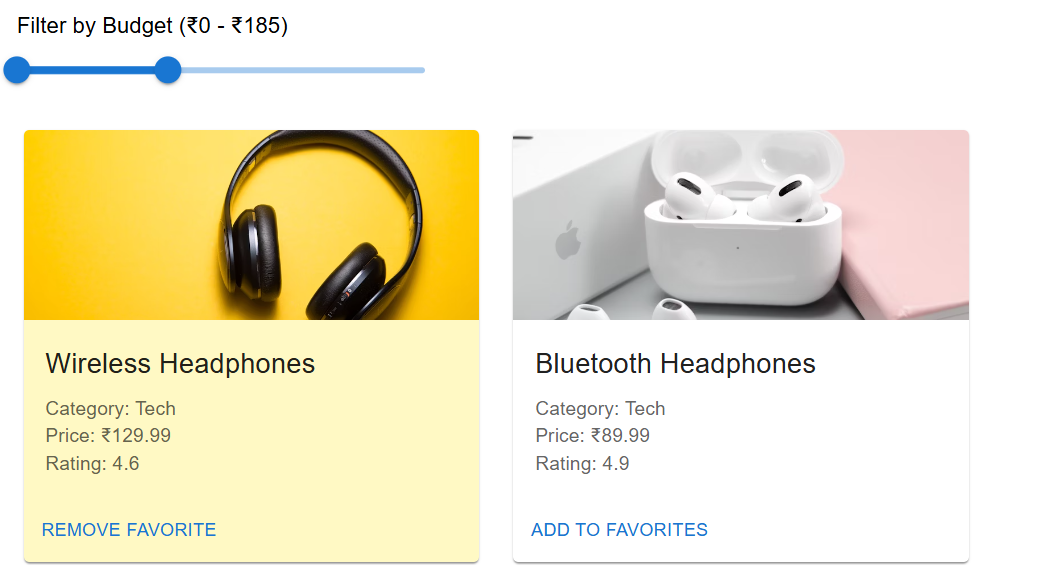 Filter by Budget (₹0 - ₹185)
Wireless Headphones
Category: Tech
Price: ₹129.99
Rating: 4.6
REMOVE FAVORITE
Bluetooth Headphones
Category: Tech
Price: ₹89.99
Rating: 4.9
ADD TO FAVORITES